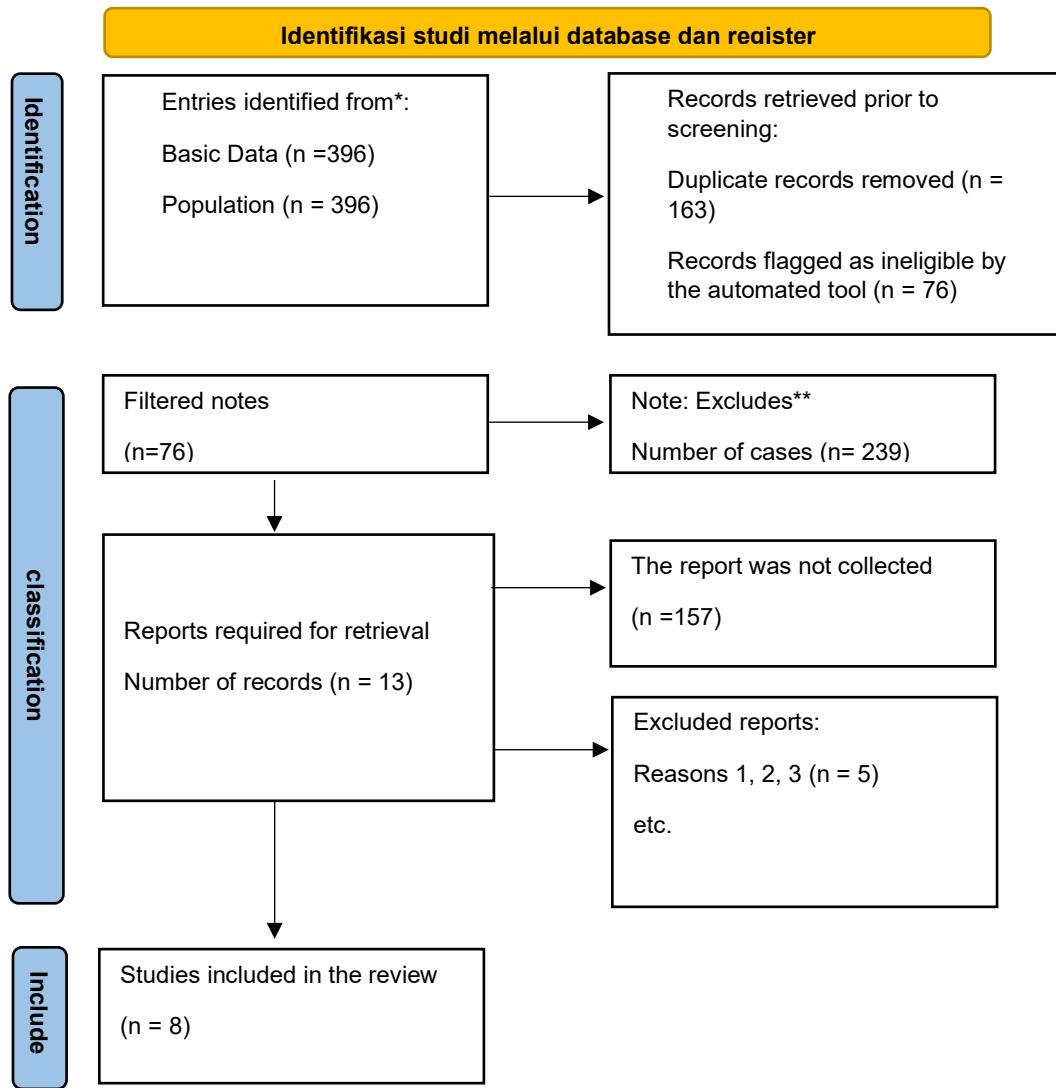 Identifikasi studi melalui database dan register
Identification
Entries identified from*:
Basic Data (n =396)
Population (n = 396)
Records retrieved prior to
screening:
Duplicate records removed (n =
163)
Records flagged as ineligible by
the automated tool (n = 76)
classification
Filtered notes
(n=76)
Note: Excludes**
Number of cases (n= 239)
Reports required for retrieval
Number of records (n = 13)
The report was not collected
(n =157)
Excluded reports:
Reasons 1, 2, 3 (n = 5)
etc.
Include
Studies included in the review
(n = 8)